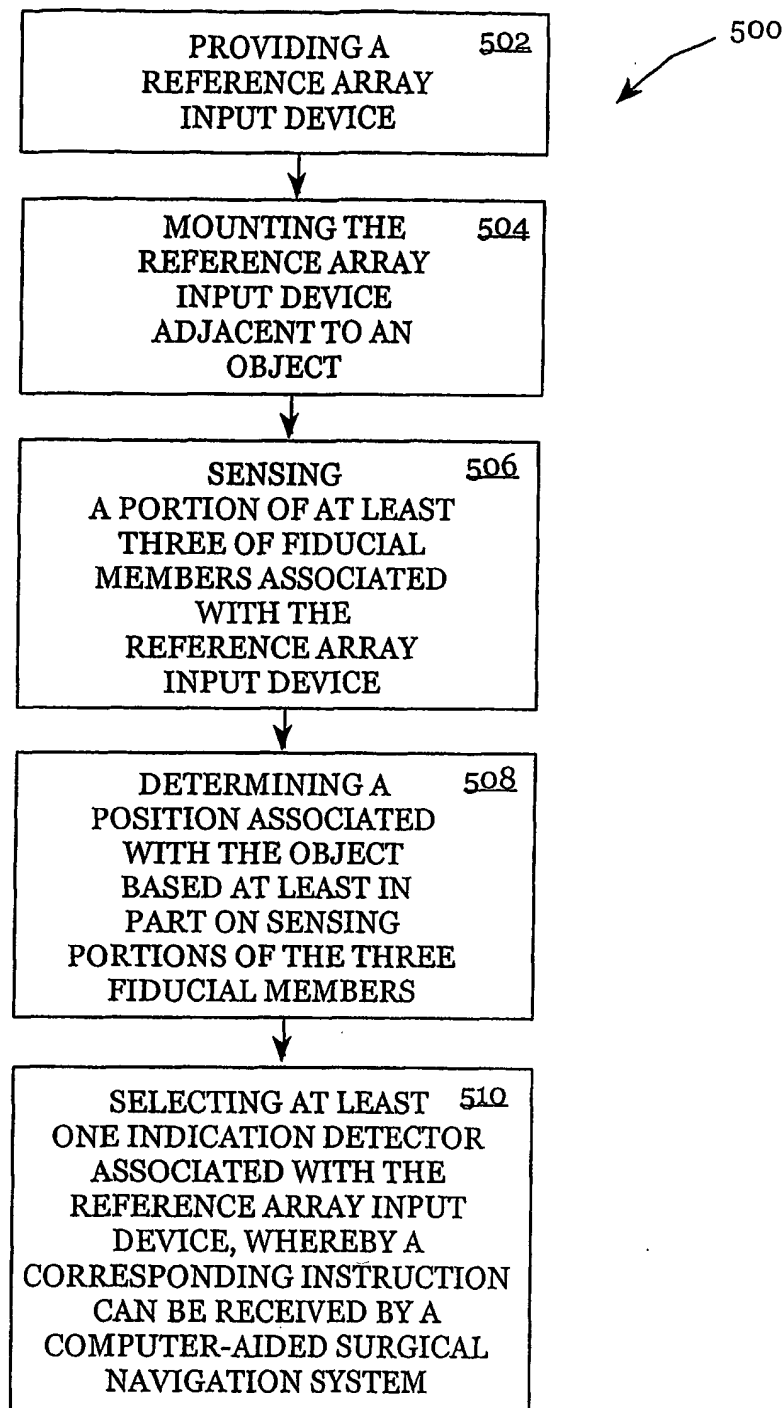 500
PROVIDING A 502
REFERENCE ARRAY
INPUT DEVICE
MOUNTING THE 504
REFERENCE ARRAY
INPUT DEVICE
ADJACENT TO AN
OBJECT
SENSING 506
A PORTION OF AT LEAST
THREE OF FIDUCIAL
MEMBERS ASSOCIATED
WITH THE
REFERENCE ARRAY
INPUT DEVICE
DETERMINING A 508
POSITION ASSOCIATED
WITH THE OBJECT
BASED AT LEAST IN
PART ON SENSING
PORTIONS OF THE THREE
FIDUCIAL MEMBERS
SELECTING AT LEAST 510
ONE INDICATION DETECTOR
ASSOCIATED WITH THE
REFERENCE ARRAY INPUT
DEVICE, WHEREBY A
CORRESPONDING INSTRUCTION
CAN BE RECEIVED BY A
COMPUTER-AIDED SURGICAL
NAVIGATION SYSTEM